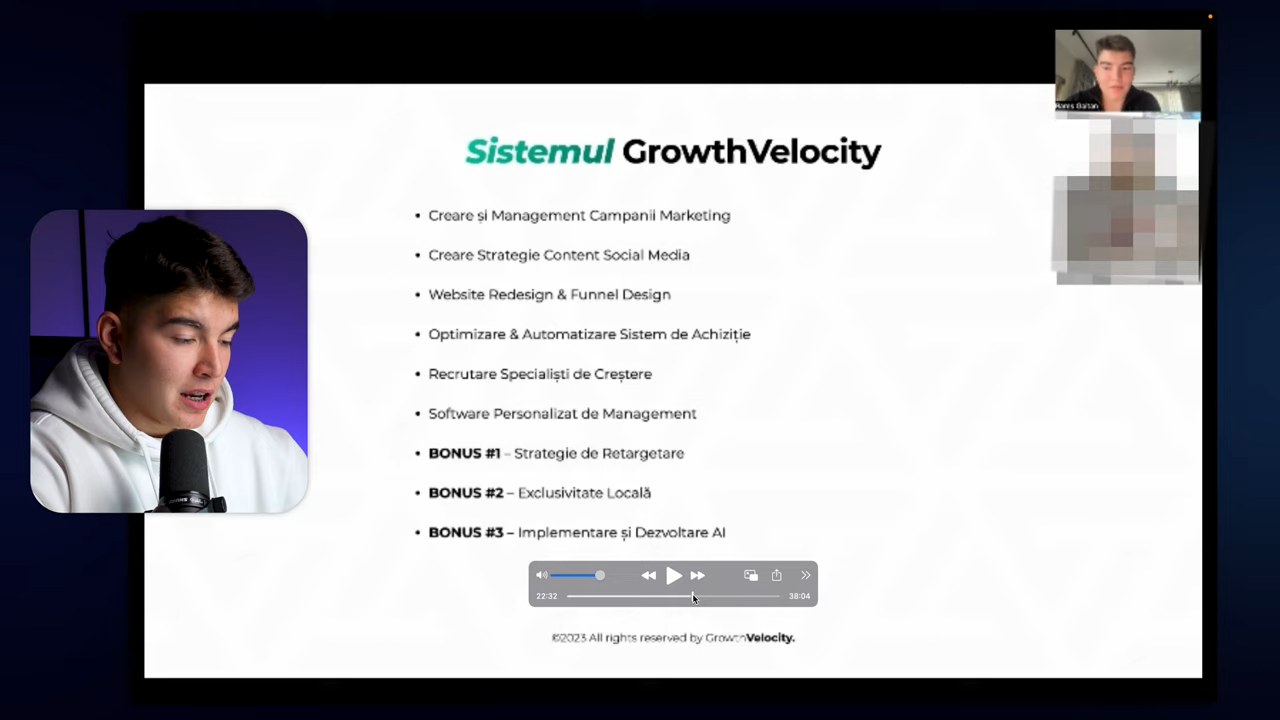 Sistemul GrowthVelocity
• Creare și Management Campanii Marketing
• Creare Strategie Content Social Media
• Website Redesign & Funnel Design
• Optimizare & Automatizare Sistem de Achiziție
• Recrutare Specialiști de Creștere
• Software Personalizat de Management
• BONUS #1 – Strategie de Retargetare
• BONUS #2 – Exclusivitate Locală
• BONUS #3 – Implementare și Dezvoltare AI
22:32
38:04
©2023 All rights reserved by GrowthVelocity.